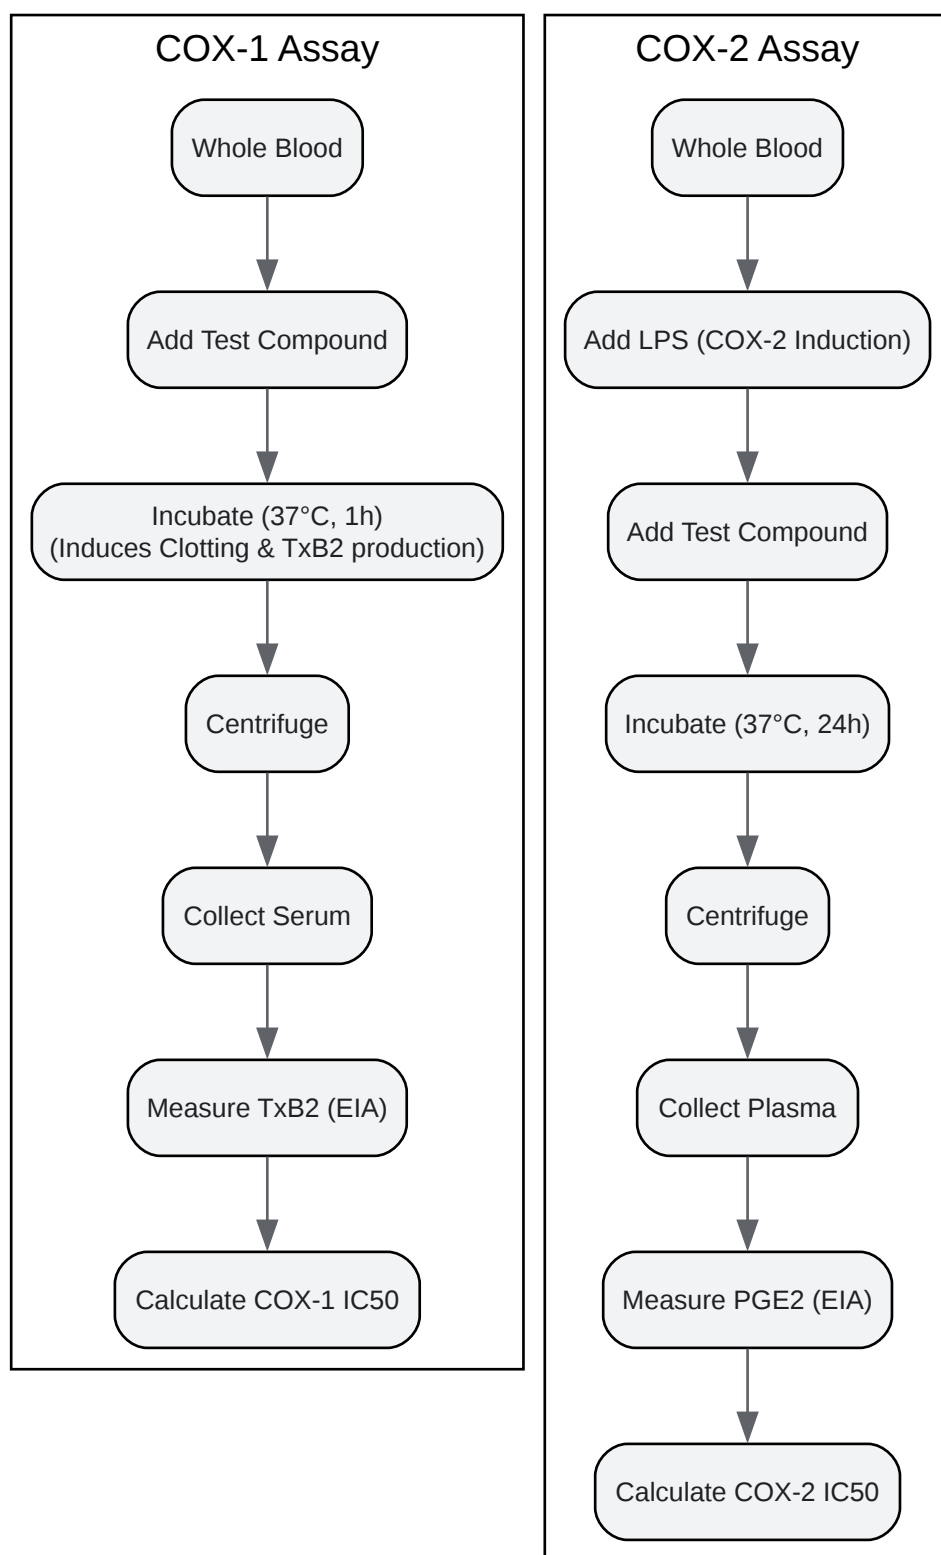 COX-1 Assay
Whole Blood
Add Test Compound
Incubate (37°C, 1h)
(Induces Clotting & TxB2 production)
Centrifuge
Collect Serum
Measure TxB2 (EIA)
Calculate COX-1 IC50
COX-2 Assay
Whole Blood
Add LPS (COX-2 Induction)
Add Test Compound
Incubate (37°C, 24h)
Centrifuge
Collect Plasma
Measure PGE2 (EIA)
Calculate COX-2 IC50